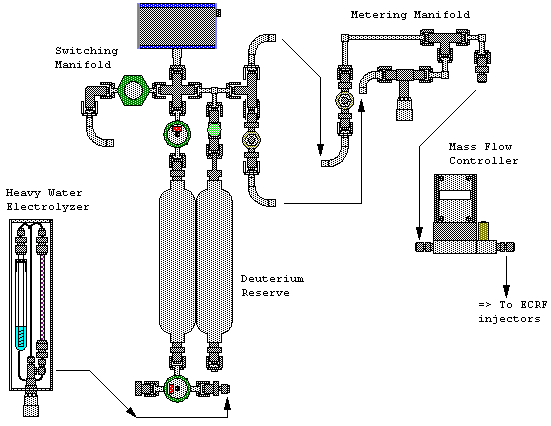 Metering Manifold
Switching
Manifold
Mass Flow
Controller
Heavy Water
Electrolyzer
Deuterium
Reserve
=> To ECRF
injectors